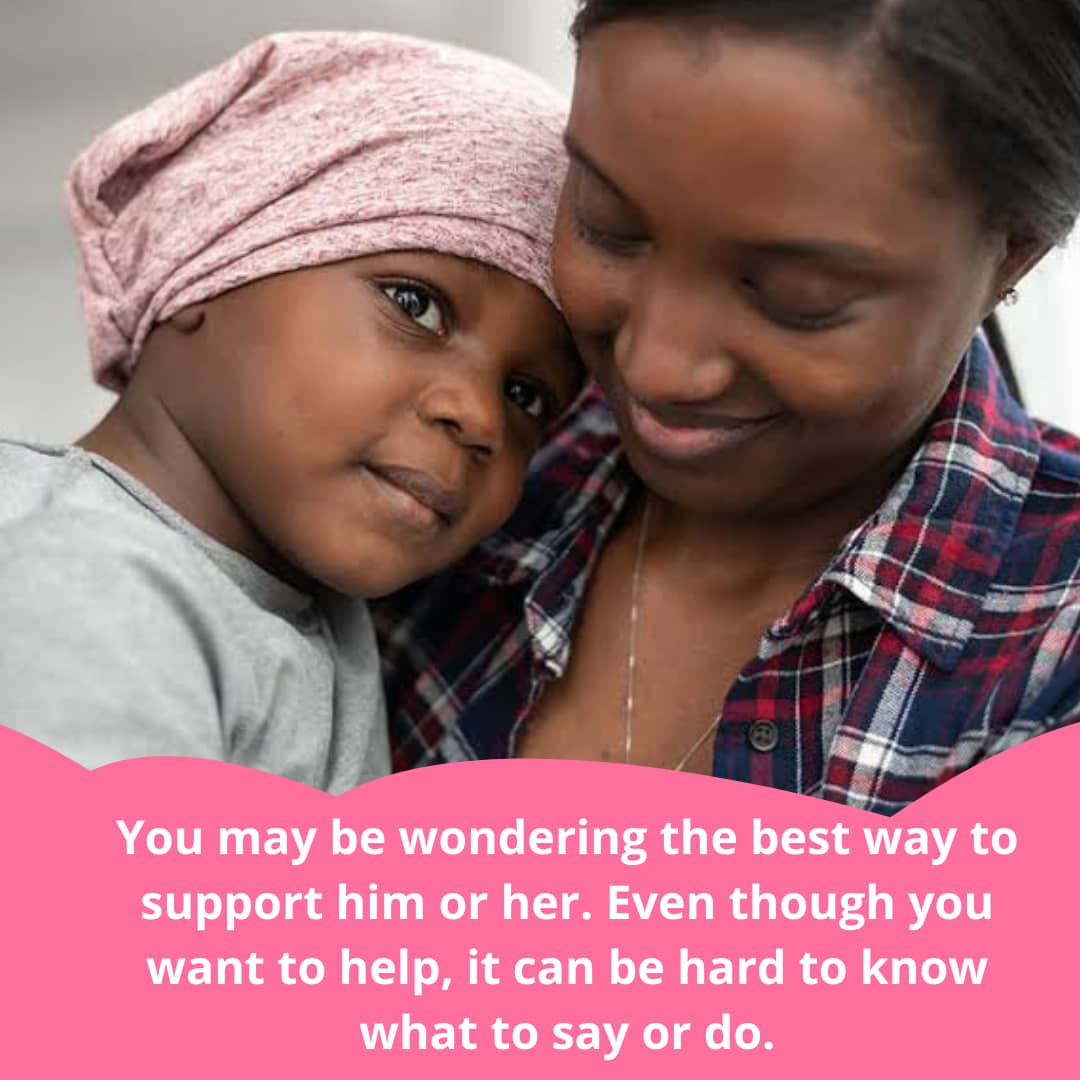 You may be wondering the best way to
support him or her. Even though you
want to help, it can be hard to know
what to say or do.